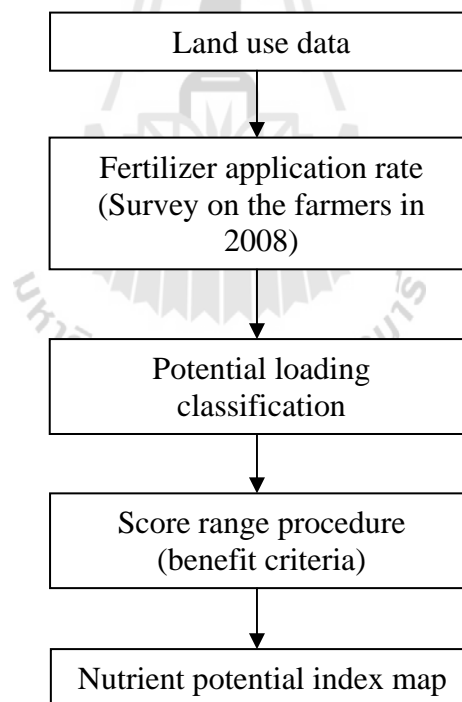 Land use data
Fertilizer application rate
(Survey on the farmers in
2008)
Potential loading
classification
Score range procedure
(benefit criteria)
Nutrient potential index map